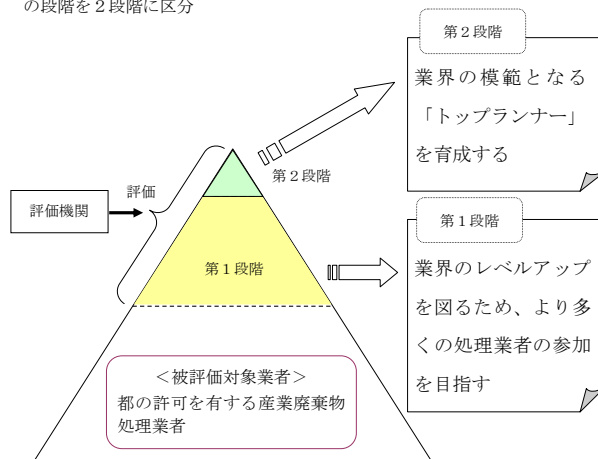 の段階を２段階に区分
第２段階
業界の模範となる
「トップランナー」
を育成する
第２段階
評価
評価機関
第１段階
第１段階
業界のレベルアップ
を図るため、より多
くの処理業者の参加
を目指す
＜被評価対象業者＞
都の許可を有する産業廃棄物
処理業者